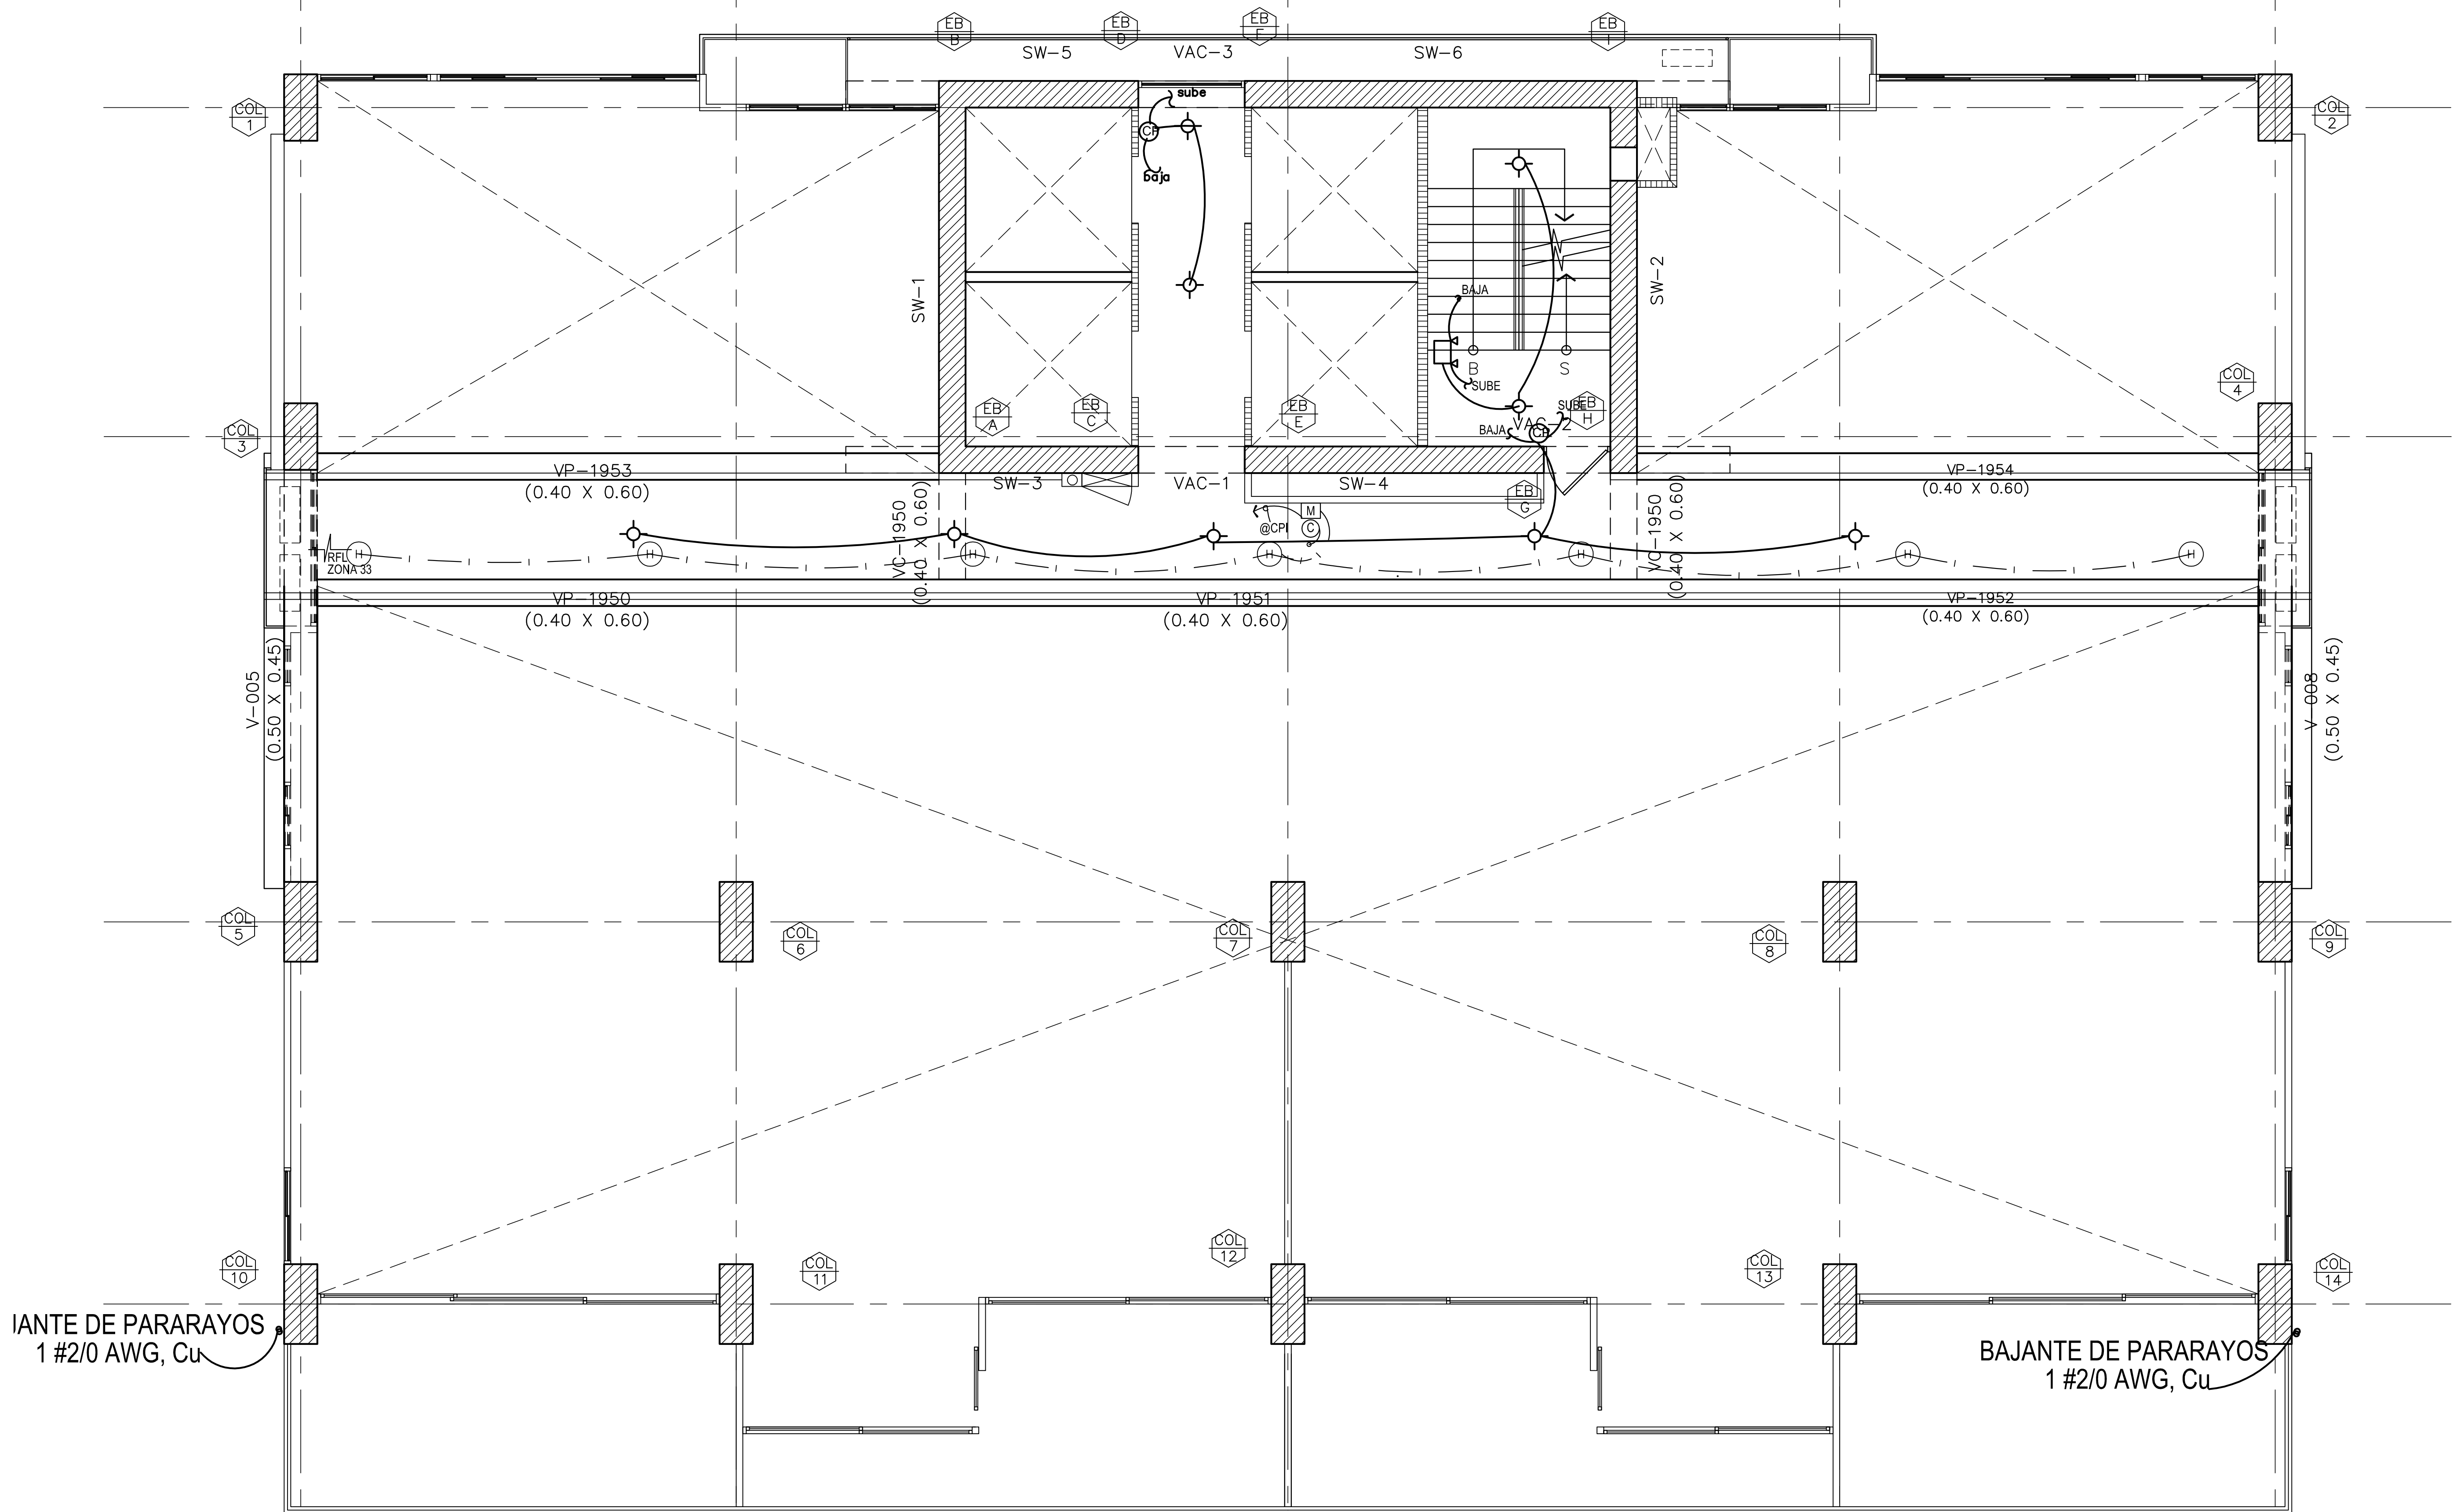 EB
B
EB
D
EB
F
EB
I
SW-5
VAC-3
SW-6
sube
CP
baja
COL
1
COL
2
SW-1
SW-2
BAJA
B
S
SUBE
COL
3
COL
4
EB
A
EB
C
EB
E
EB
H
SUBE
VAC-2
BAJA
CP
VP-1953
(0.40 X 0.60)
SW-3
VAC-1
SW-4
VP-1954
(0.40 X 0.60)
EB
G
VC-1950
(0.40 X 0.60)
VC-1950
(0.40 X 0.60)
@CPI
M
C
H
H
H
H
H
H
H
RFL
ZONA 33
VP-1950
(0.40 X 0.60)
VP-1951
(0.40 X 0.60)
VP-1952
(0.40 X 0.60)
V-005
(0.50 X 0.45)
V-008
(0.50 X 0.45)
COL
5
COL
6
COL
7
COL
8
COL
9
COL
10
COL
11
COL
12
COL
13
COL
14
JANTE DE PARARAYOS
1 #2/0 AWG, Cu
BAJANTE DE PARARAYOS
1 #2/0 AWG, Cu